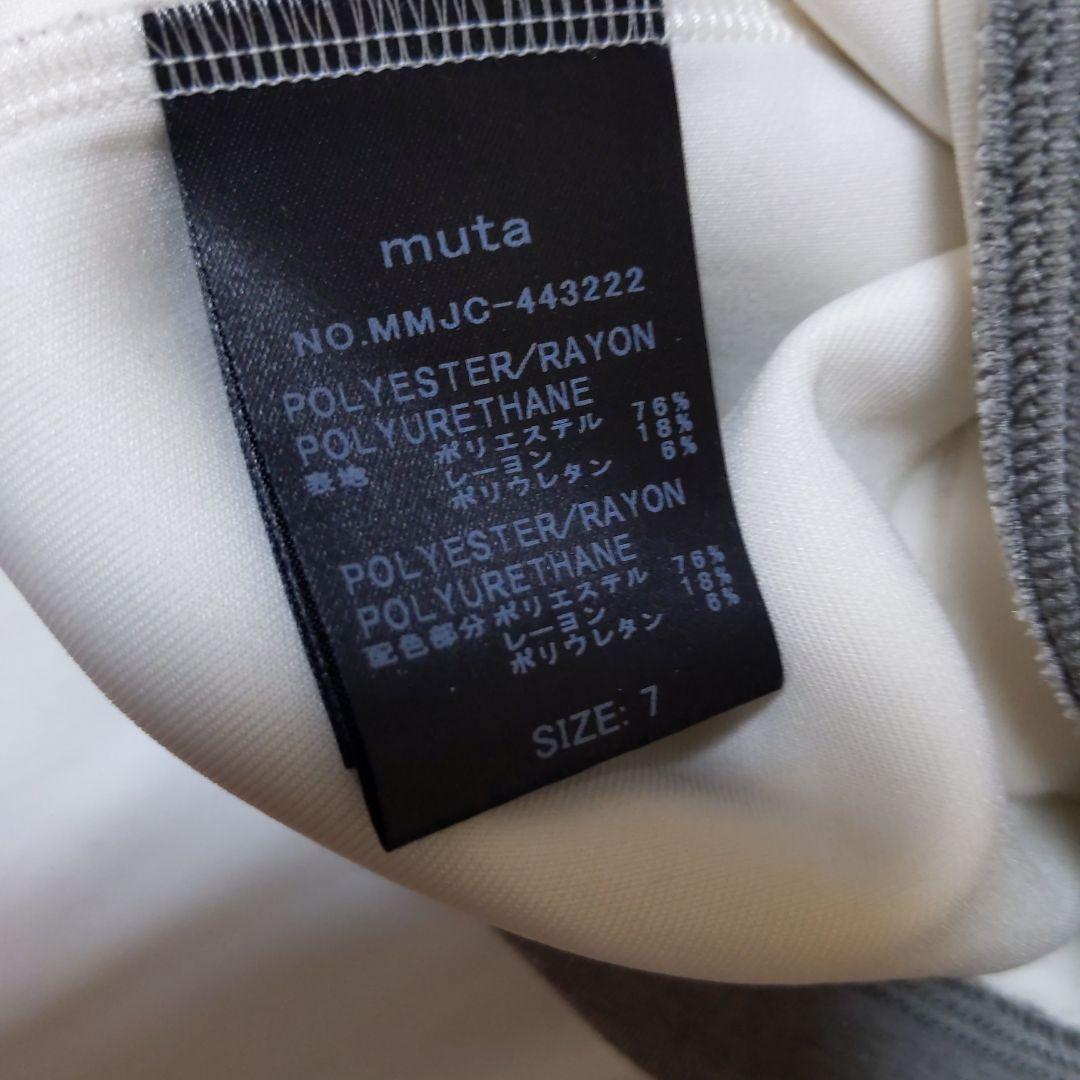 muta
NO.MMJC-443222
POLYESTER/RAYON
POLYURETHANE
表地 ポリエステル 76%
レーヨン 18%
ポリウレタン 6%
POLYESTER/RAYON
POLYURETHANE
配色部分 ポリエステル 76%
レーヨン 18%
ポリウレタン 6%
SIZE: 7